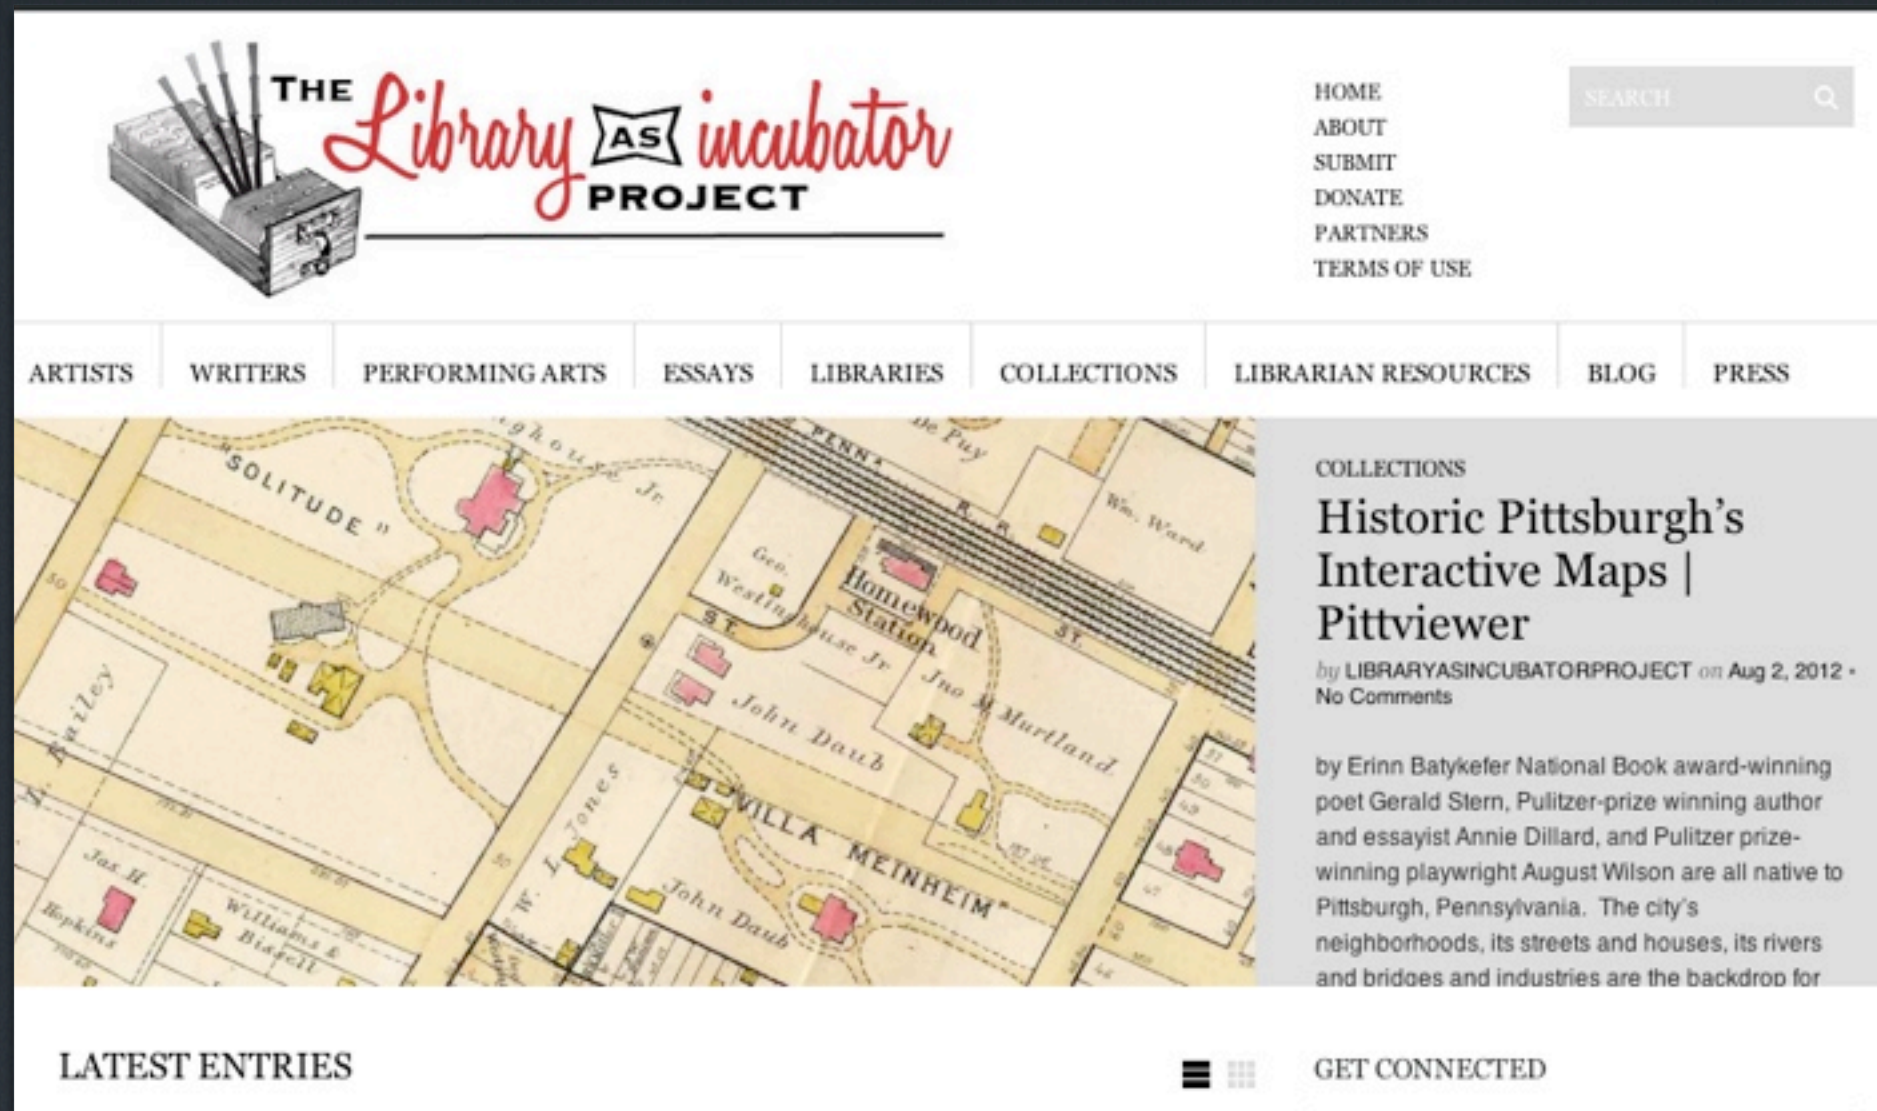 THE Library AS incubator
PROJECT
HOME
ABOUT
SUBMIT
DONATE
PARTNERS
TERMS OF USE
SEARCH
ARTISTS
WRITERS
PERFORMING ARTS
ESSAYS
LIBRARIES
COLLECTIONS
LIBRARIAN RESOURCES
BLOG
PRESS
"SOLITUDE"
Jr.
PENNA
R. R.
De Puy
Wm. Ward
Geo.
Westinghouse Jr
Homewood
Station
ST.
ST.
50
John Daub
Jno M Murtland
Bailey
W. L. Jones
VILLA MEINHEIM"
John Daub
Jas H.
Hopkins
Williams &
Bissell
50
COLLECTIONS
Historic Pittsburgh's
Interactive Maps |
Pittviewer
by LIBRARYASINCUBATORPROJECT on Aug 2, 2012 •
No Comments
by Erinn Batykefer National Book award-winning
poet Gerald Stern, Pulitzer-prize winning author
and essayist Annie Dillard, and Pulitzer prize-
winning playwright August Wilson are all native to
Pittsburgh, Pennsylvania.  The city's
neighborhoods, its streets and houses, its rivers
and bridges and industries are the backdrop for
LATEST ENTRIES
GET CONNECTED